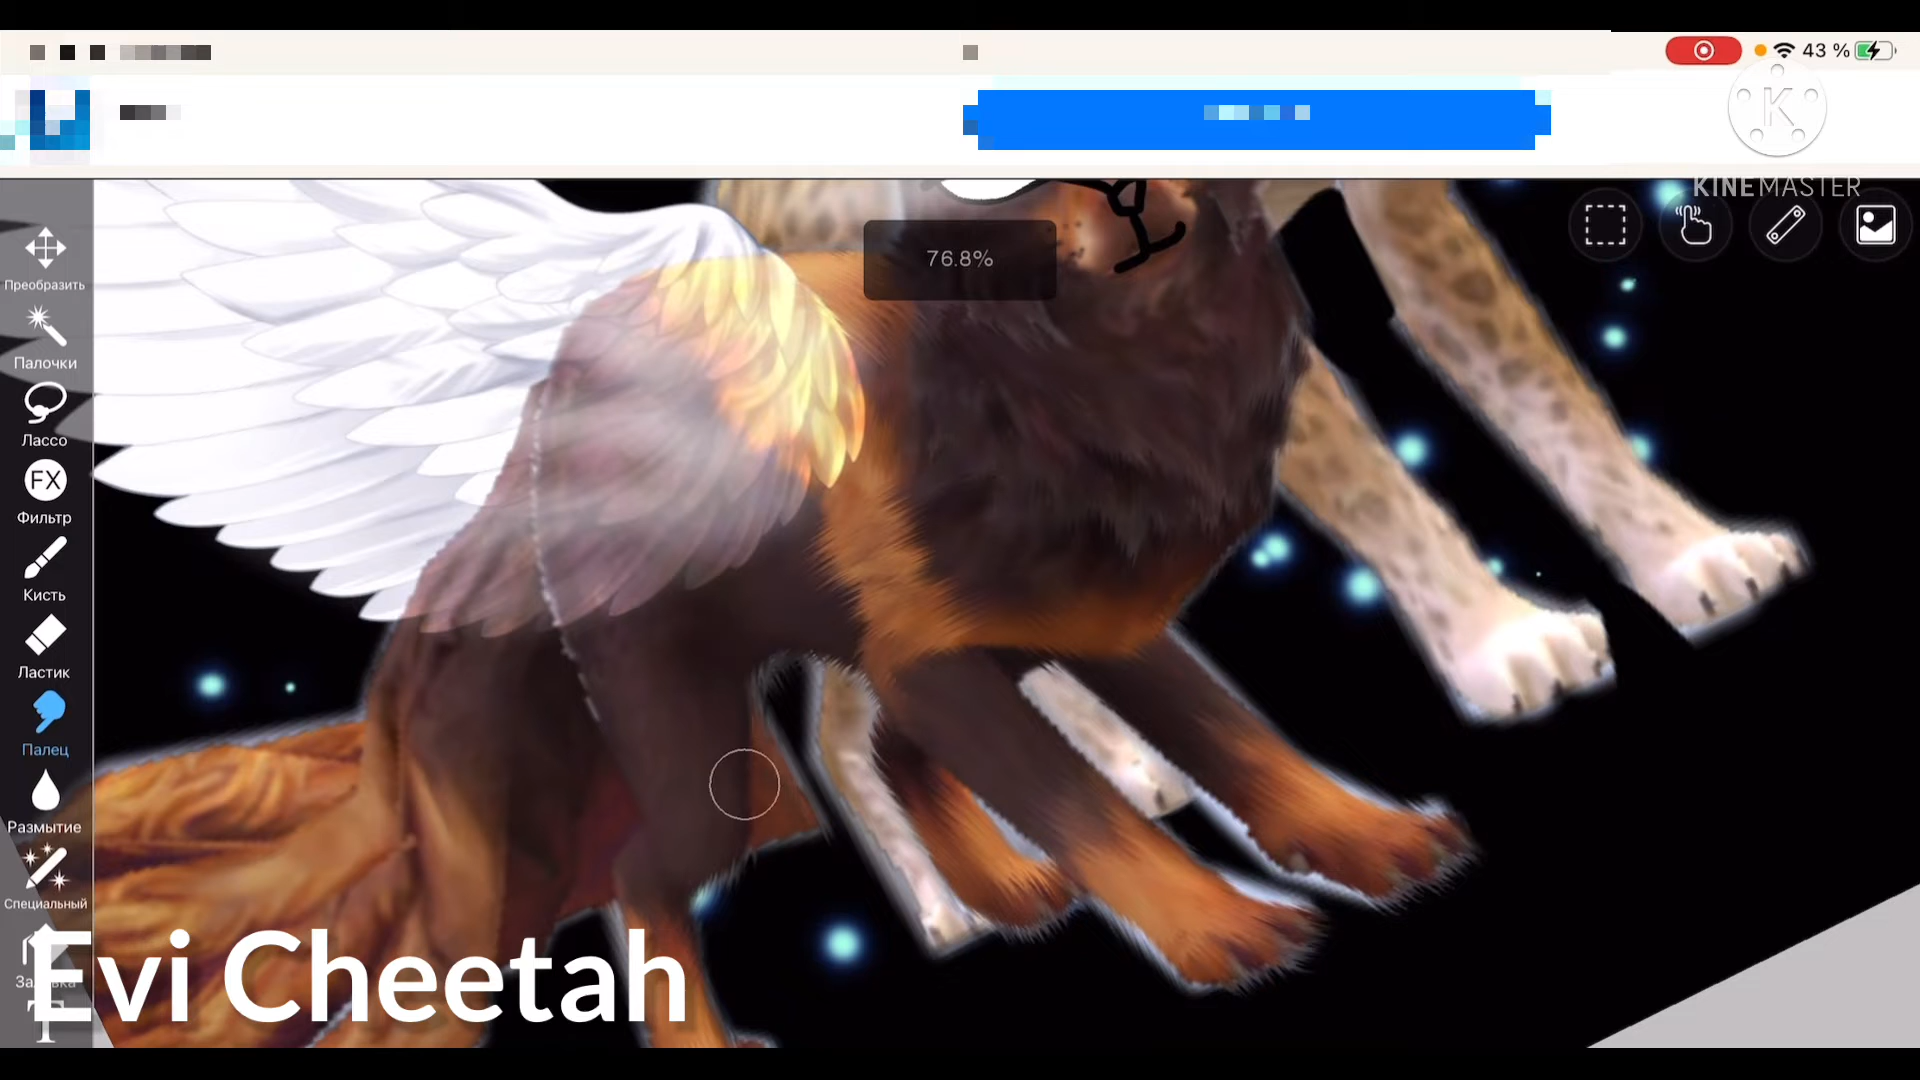 43 %
KINEMASTER
76.8%
Преобразить
Палочки
Лассо
FX
Фильтр
Кисть
Ластик
Палец
Размытие
Специальный
Evi Cheetah